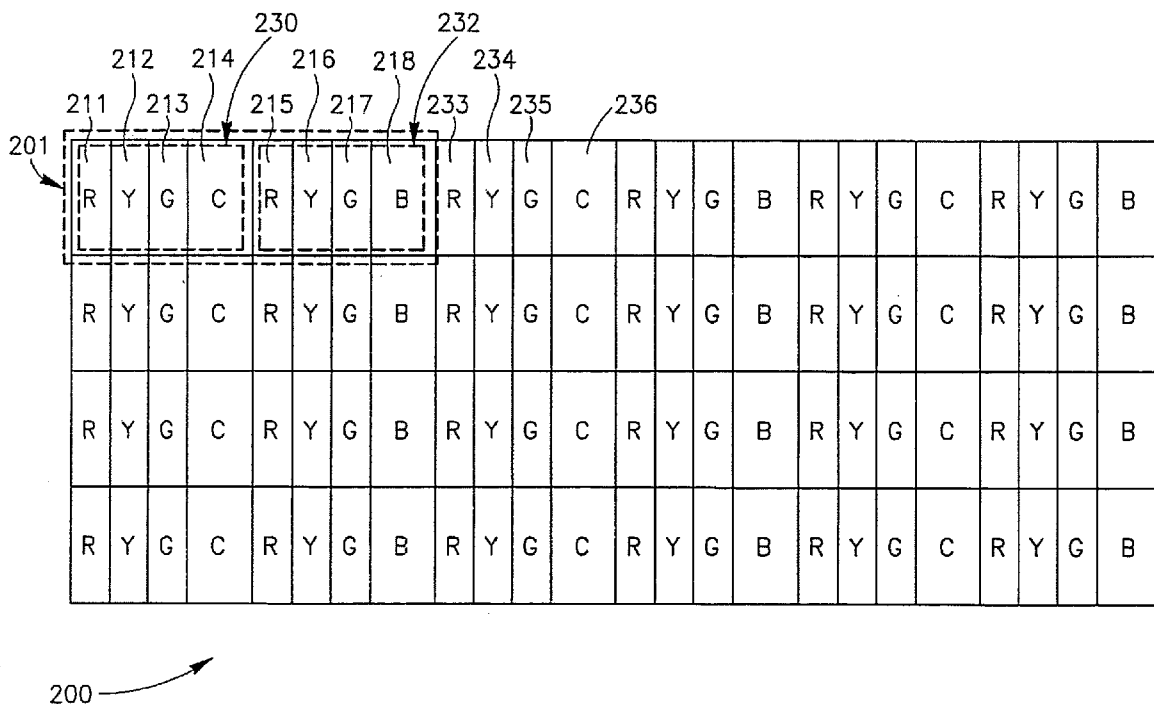 230 232
212 214 216 218 234
211 213 215 217 233 235 236
201
R Y G C R Y G B R Y G C R Y G B R Y G C R Y G B
R Y G C R Y G B R Y G C R Y G B R Y G C R Y G B
R Y G C R Y G B R Y G C R Y G B R Y G C R Y G B
R Y G C R Y G B R Y G C R Y G B R Y G C R Y G B
200